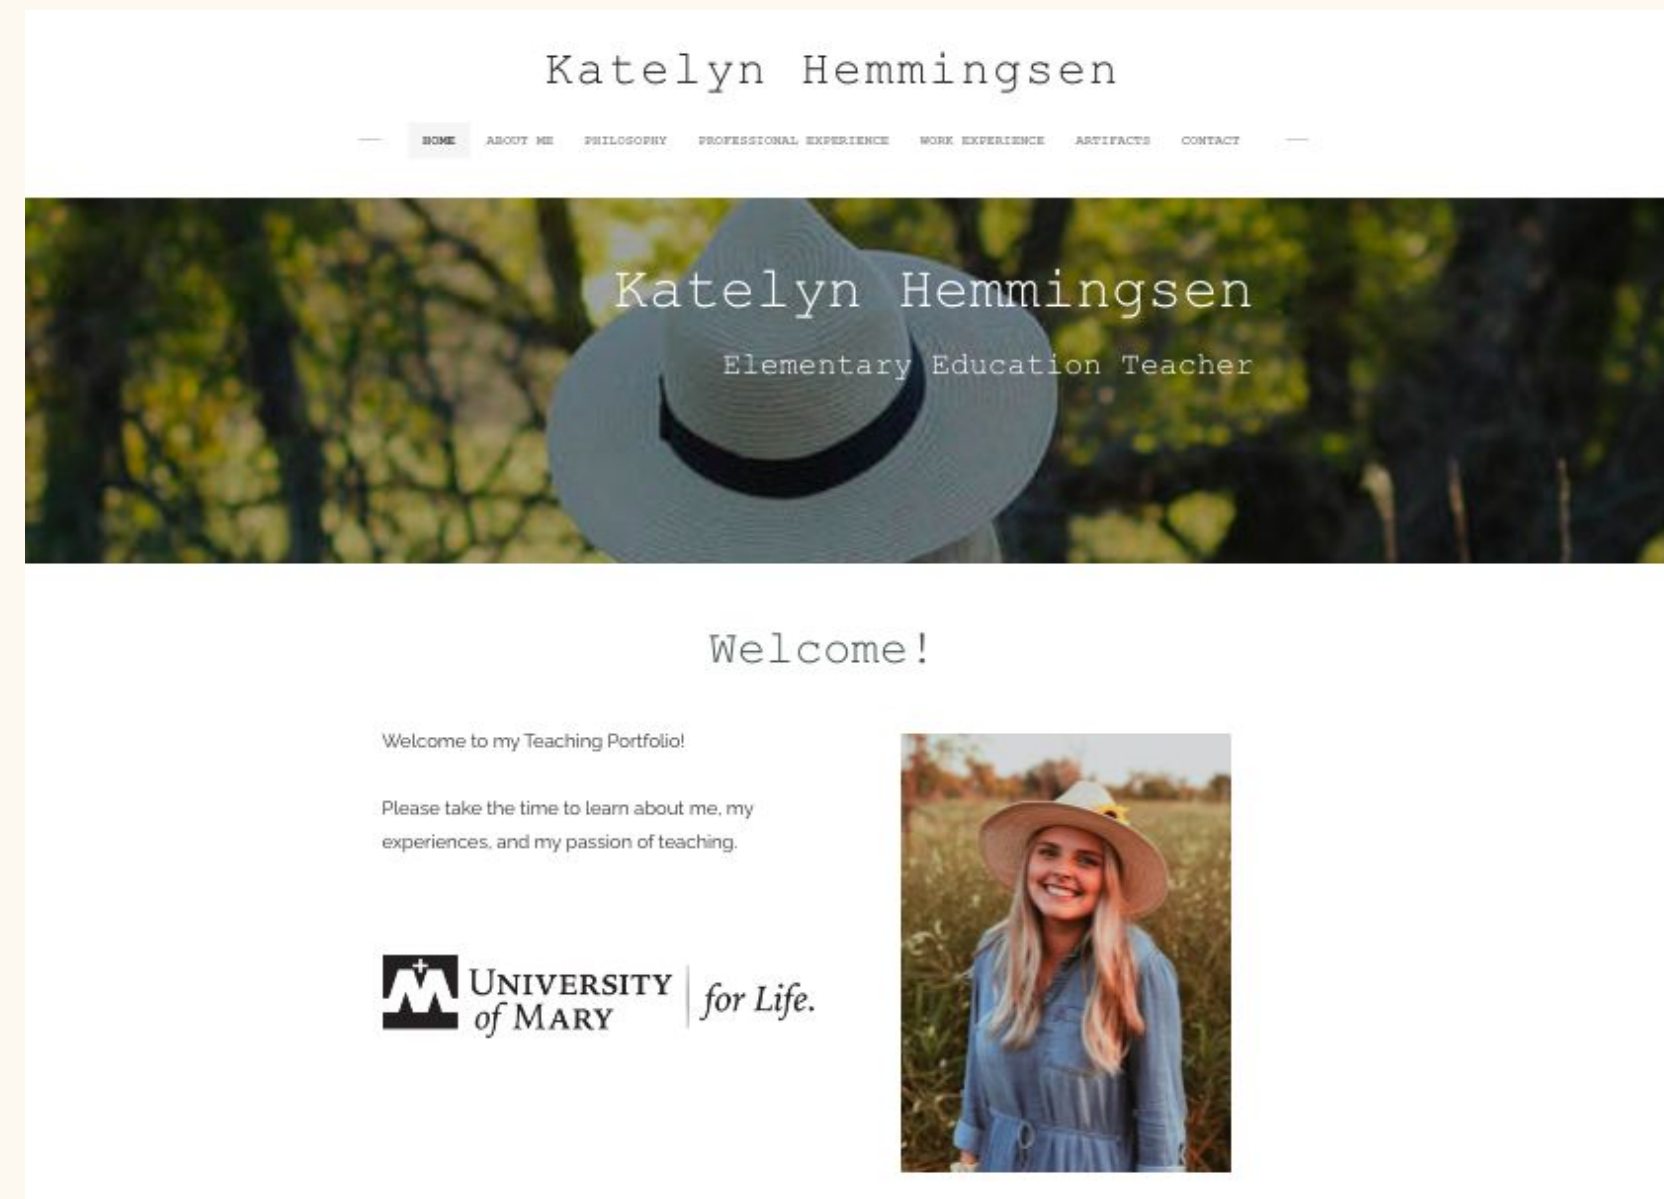 Katelyn Hemmingsen
HOME ABOUT ME PHILOSOPHY PROFESSIONAL EXPERIENCE WORK EXPERIENCE ARTIFACTS CONTACT
Katelyn Hemmingsen
Elementary Education Teacher
Welcome!
Welcome to my Teaching Portfolio!
Please take the time to learn about me, my
experiences, and my passion of teaching.
UNIVERSITY
of MARY
for Life.